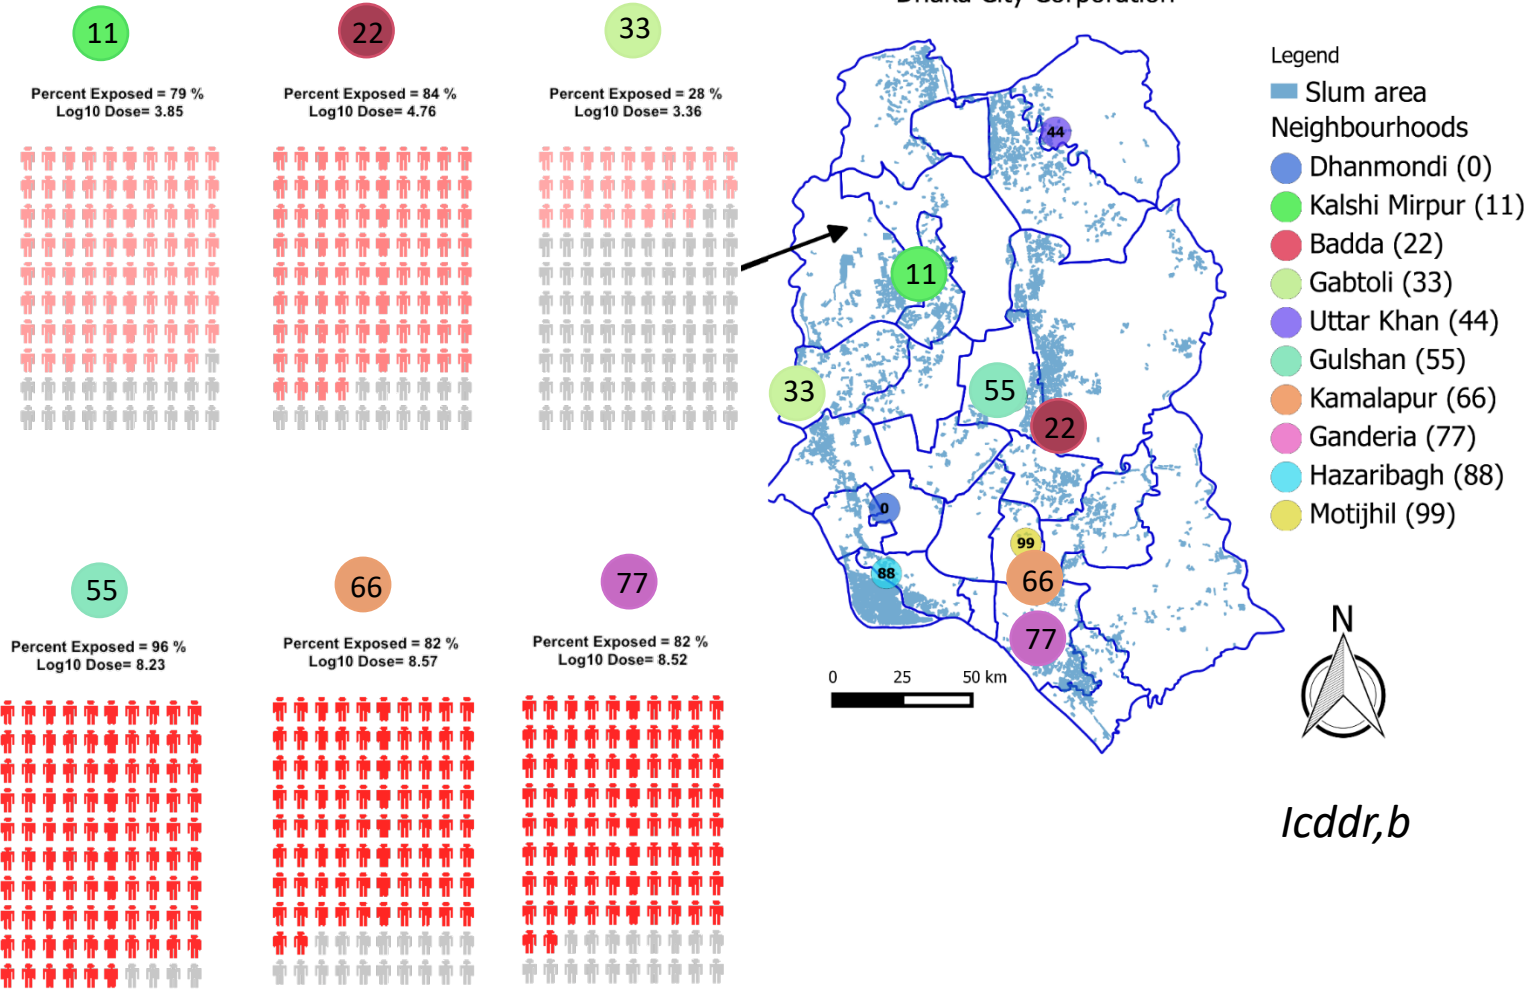 Dhaka City Corporation
11
22
33
Percent Exposed = 79 %
Log10 Dose= 3.85
Percent Exposed = 84 %
Log10 Dose= 4.76
Percent Exposed = 28 %
Log10 Dose= 3.36
55
66
77
Percent Exposed = 96 %
Log10 Dose= 8.23
Percent Exposed = 82 %
Log10 Dose= 8.57
Percent Exposed = 82 %
Log10 Dose= 8.52
44
11
33
55
22
0
99
88
66
77
0 25 50 km
Legend
Slum area
Neighbourhoods
Dhanmondi (0)
Kalshi Mirpur (11)
Badda (22)
Gabtoli (33)
Uttar Khan (44)
Gulshan (55)
Kamalapur (66)
Ganderia (77)
Hazaribagh (88)
Motijhil (99)
N
Icddr,b